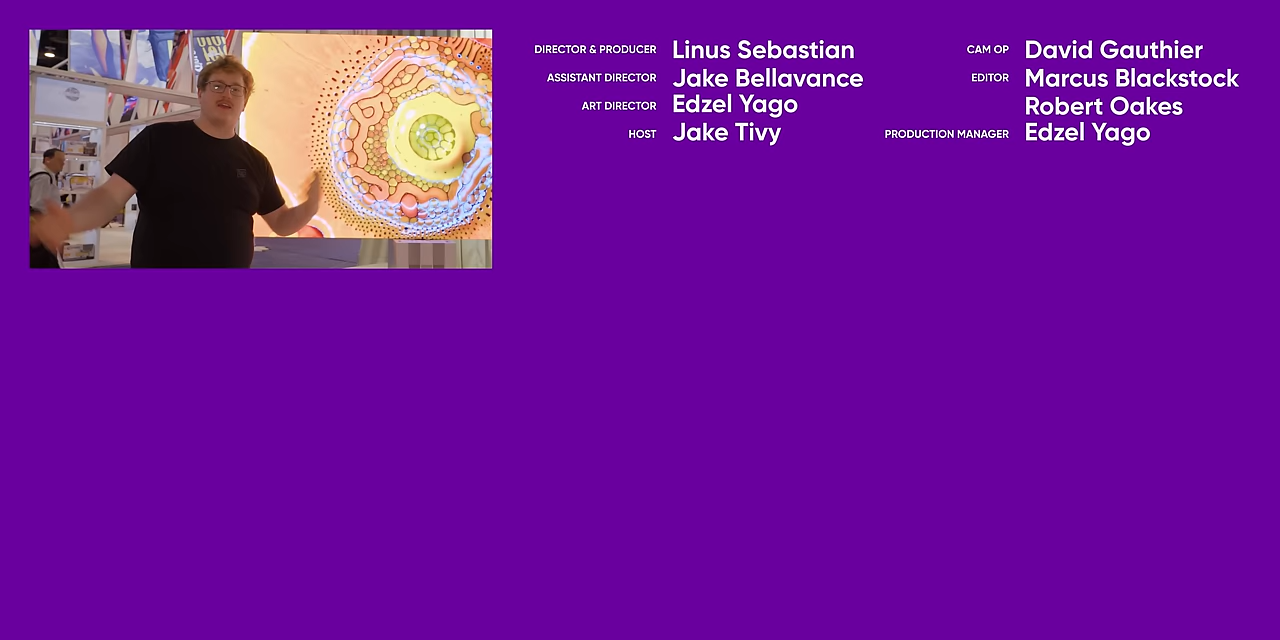 DIRECTOR & PRODUCER Linus Sebastian
ASSISTANT DIRECTOR Jake Bellavance
ART DIRECTOR Edzel Yago
HOST Jake Tivy
CAM OP David Gauthier
EDITOR Marcus Blackstock
Robert Oakes
PRODUCTION MANAGER Edzel Yago